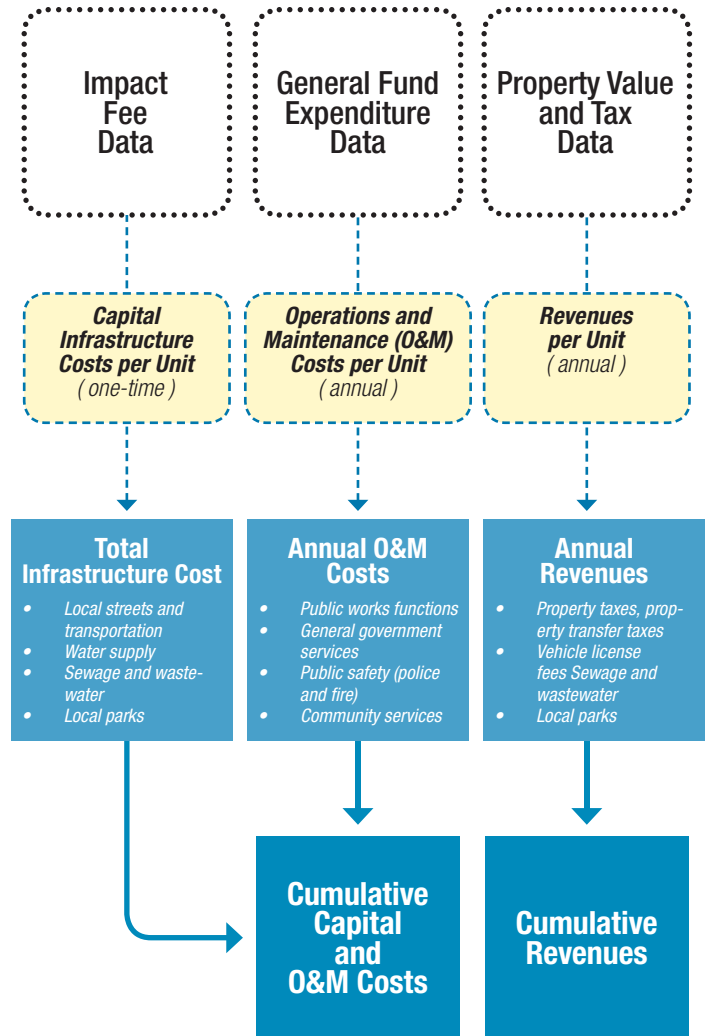 Impact
Fee
Data
General Fund
Expenditure
Data
Property Value
and Tax
Data
Capital
Infrastructure
Costs per Unit
( one-time )
Operations and
Maintenance (O&M)
Costs per Unit
( annual )
Revenues
per Unit
( annual )
Total
Infrastructure Cost
• Local streets and
transportation
• Water supply
• Sewage and waste-
water
• Local parks
Annual O&M
Costs
• Public works functions
• General government
services
• Public safety (police
and fire)
• Community services
Annual
Revenues
• Property taxes, prop-
erty transfer taxes
• Vehicle license
fees Sewage and
wastewater
• Local parks
Cumulative
Capital
and
O&M Costs
Cumulative
Revenues